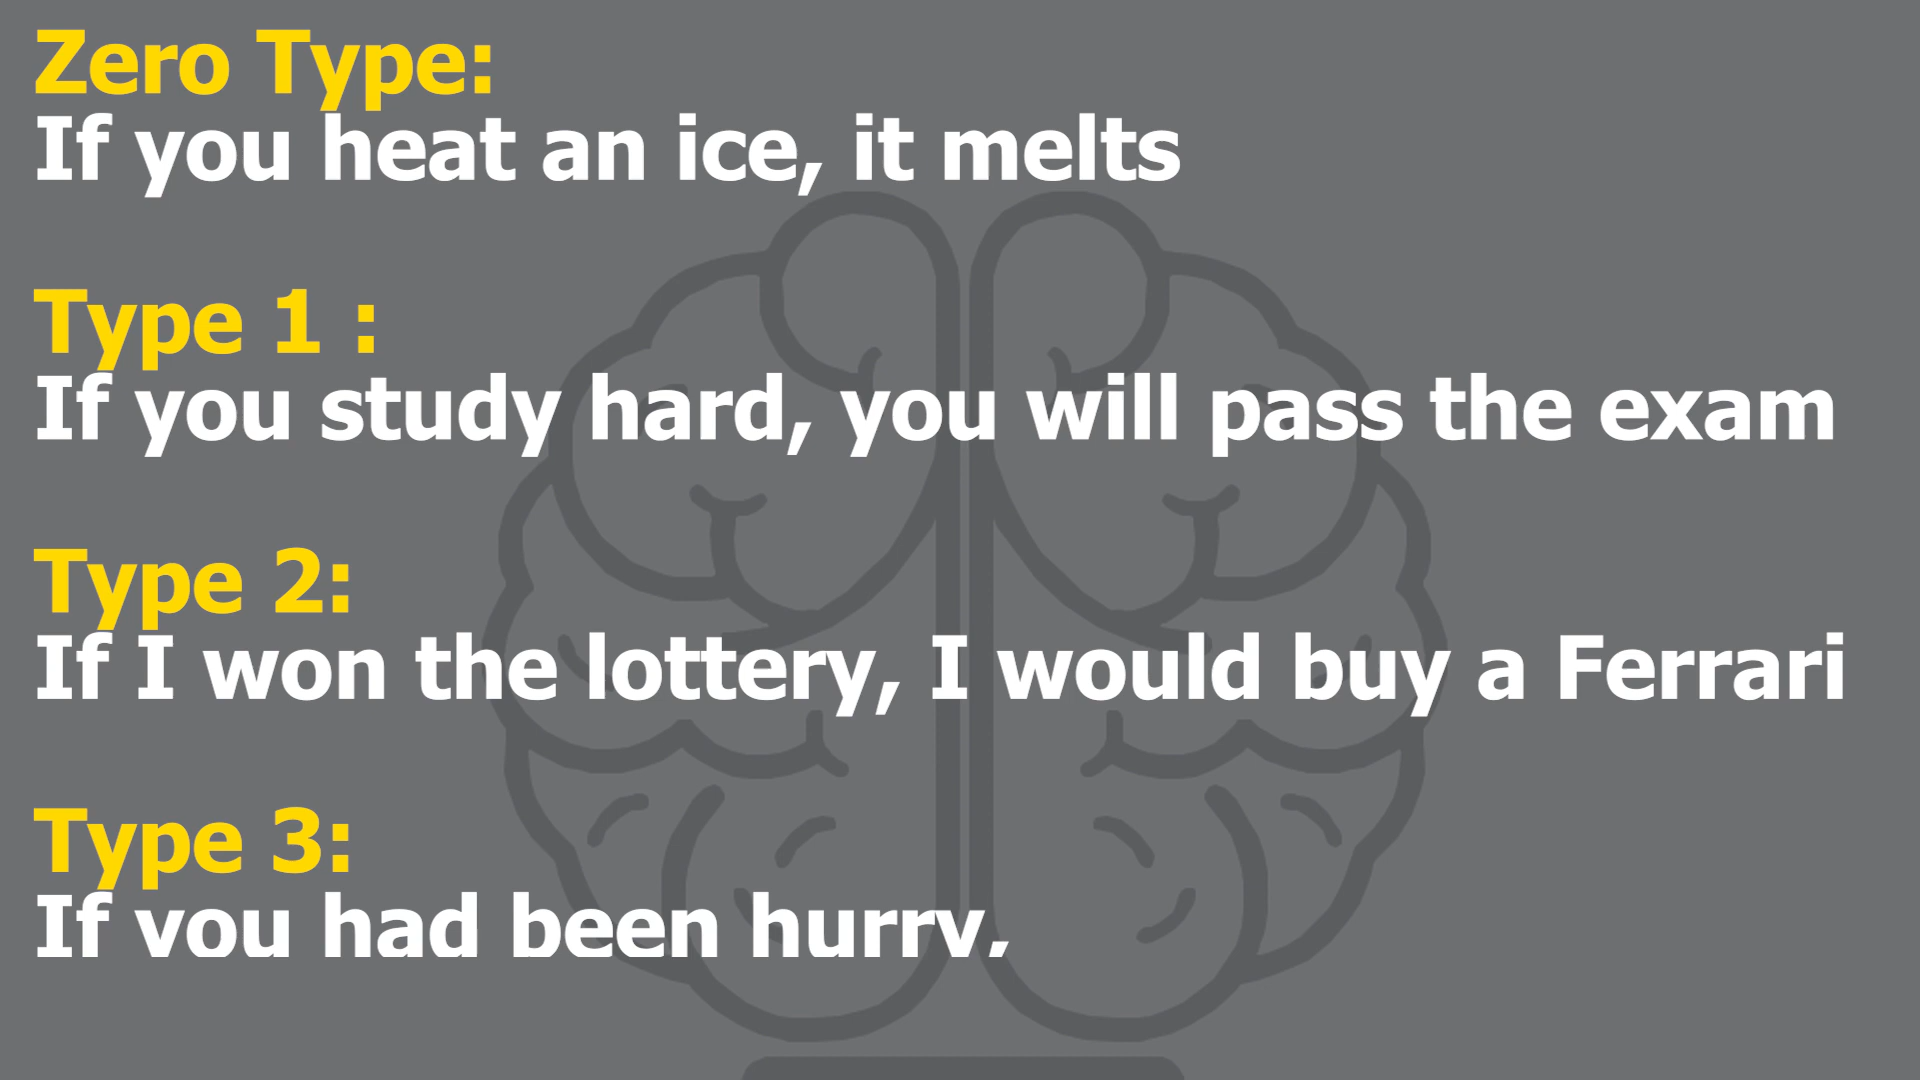 Zero Type:
If you heat an ice, it melts
Type 1 :
If you study hard, you will pass the exam
Type 2:
If I won the lottery, I would buy a Ferrari
Type 3:
If you had been hurry,